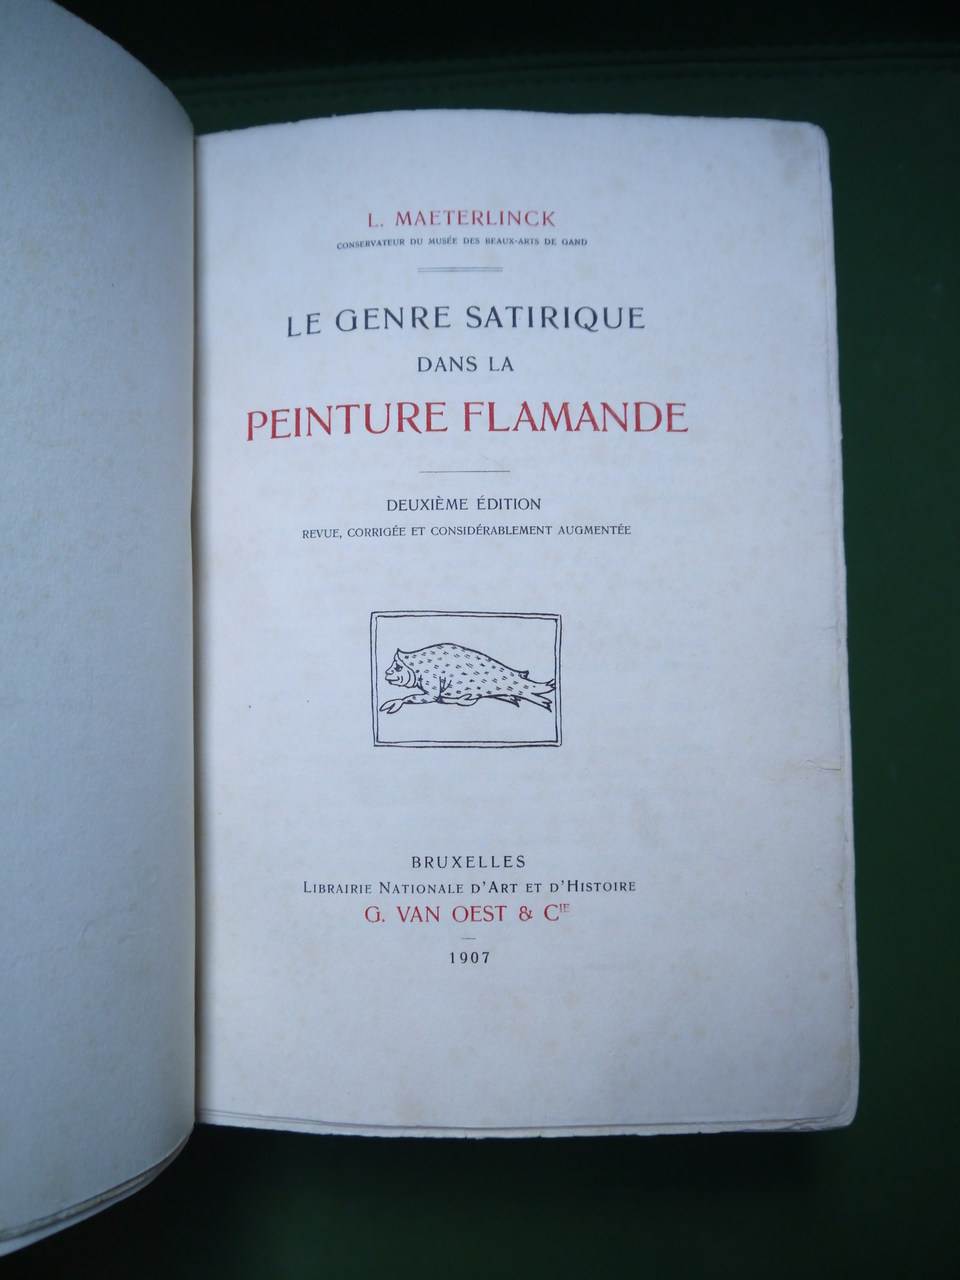 L. MAETERLINCK
CONSERVATEUR DU MUSÉE DES BEAUX-ARTS DE GAND
LE GENRE SATIRIQUE
DANS LA
PEINTURE FLAMANDE
DEUXIÈME ÉDITION
REVUE, CORRIGÉE ET CONSIDÉRABLEMENT AUGMENTÉE
BRUXELLES
LIBRAIRIE NATIONALE D'ART ET D'HISTOIRE
G. VAN OEST & CIE
1907